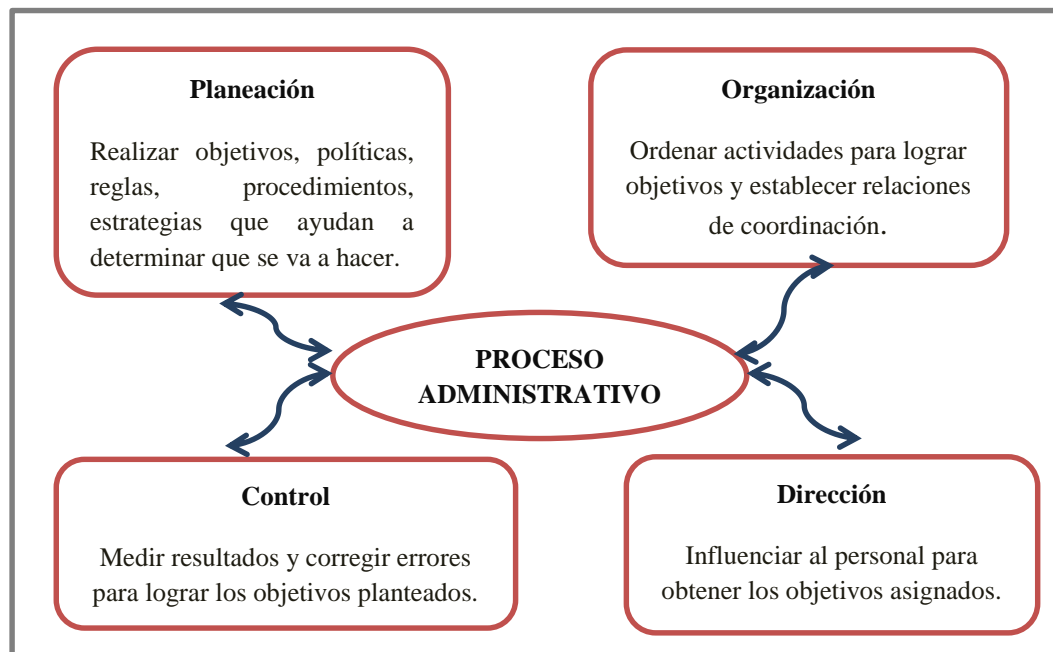 Planeación
Realizar objetivos, políticas,
reglas, procedimientos,
estrategias que ayudan a
determinar que se va a hacer.
Organización
Ordenar actividades para lograr
objetivos y establecer relaciones
de coordinación.
PROCESO
ADMINISTRATIVO
Control
Medir resultados y corregir errores
para lograr los objetivos planteados.
Dirección
Influenciar al personal para
obtener los objetivos asignados.